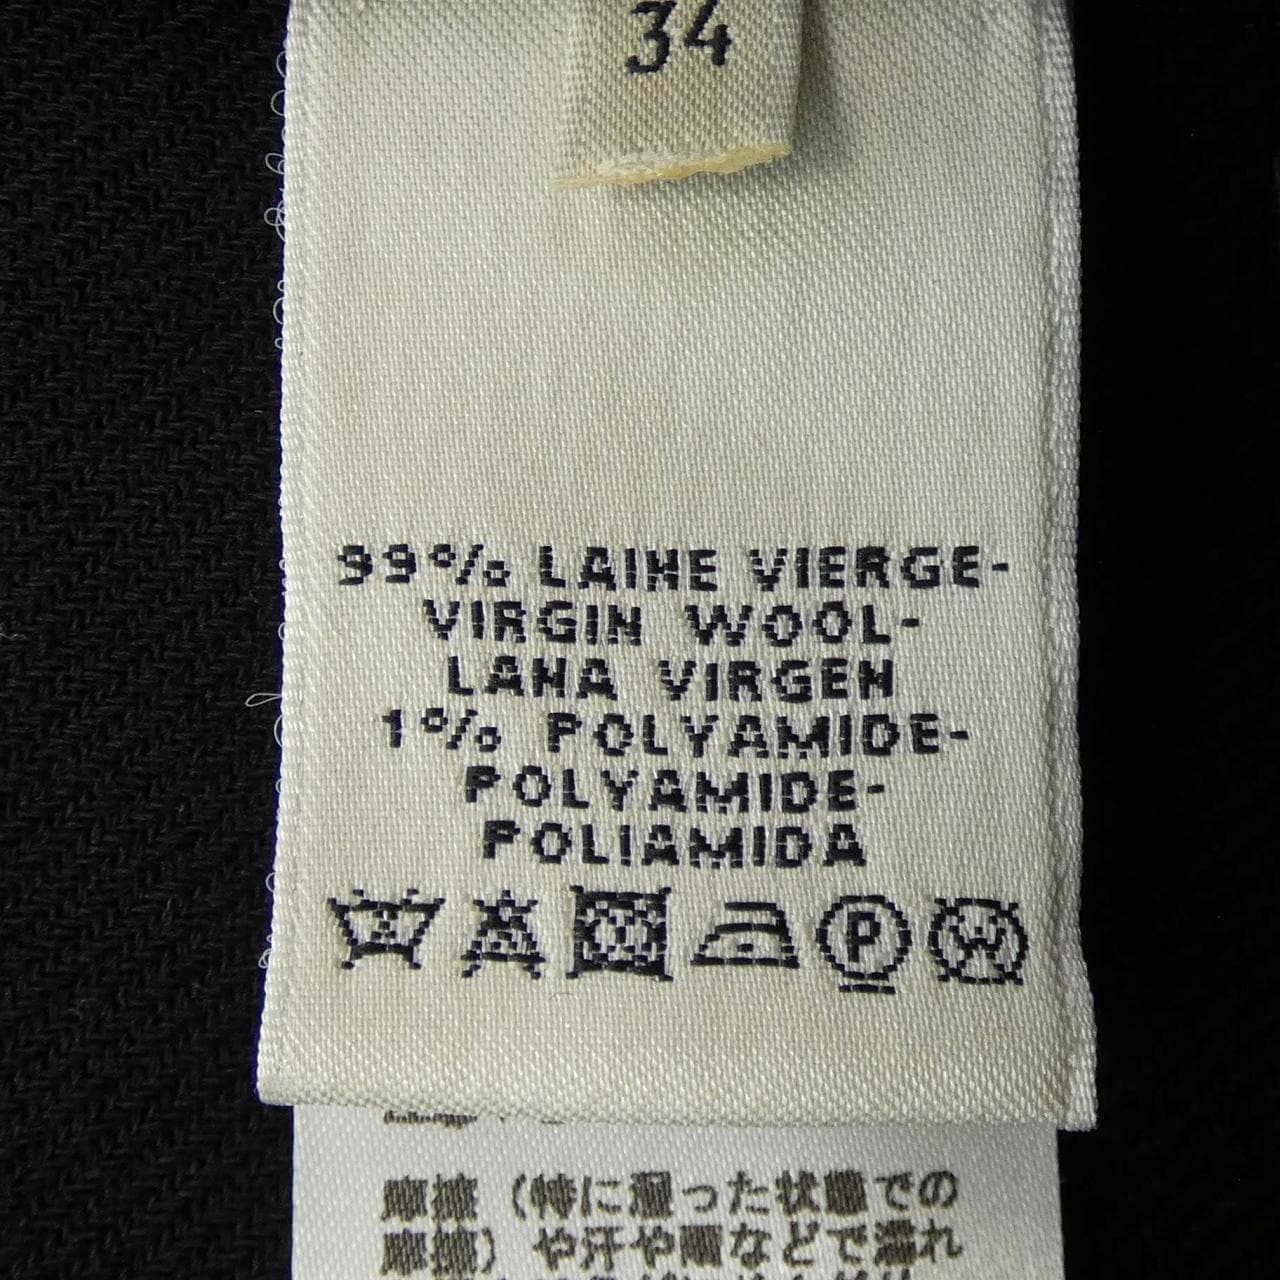 34
99% LAINE VIERGE-
VIRGIN WOOL-
LANA VIRGEN
1% POLYAMIDE-
POLYAMIDE-
POLIAMIDA
P W
摩擦（特に湿った状態での
摩擦）や汗や雨などで濡れ